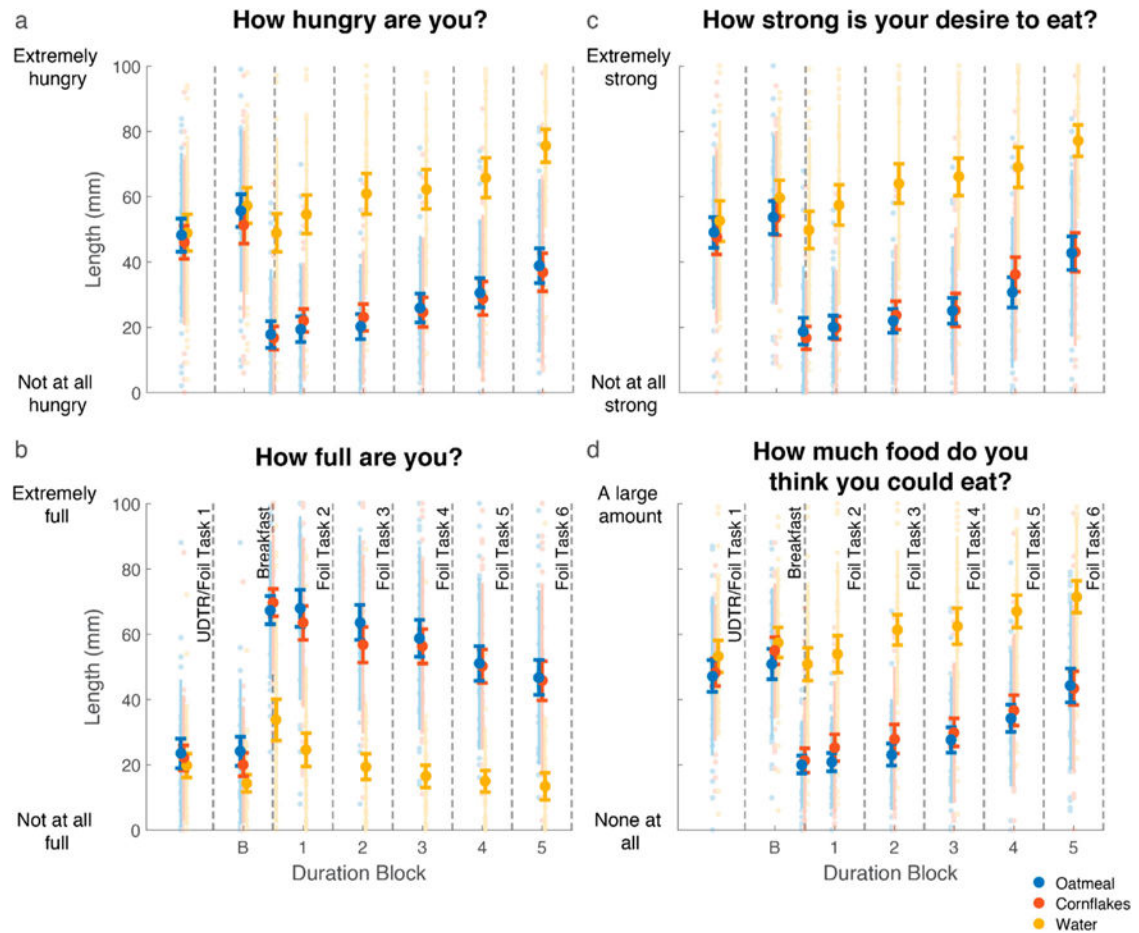 a
How hungry are you?
Extremely
hungry
100
80
60
40
20
0
Length (mm)
Not at all
hungry
c
How strong is your desire to eat?
Extremely
strong
Not at all
strong
b
How full are you?
Extremely
full
100
80
60
40
20
0
Length (mm)
Not at all
full
UDTR/Foil Task 1
Breakfast
Foil Task 2
Foil Task 3
Foil Task 4
Foil Task 5
Foil Task 6
B 1 2 3 4 5
Duration Block
d
How much food do you
think you could eat?
A large
amount
None at
all
UDTR/Foil Task 1
Breakfast
Foil Task 2
Foil Task 3
Foil Task 4
Foil Task 5
Foil Task 6
B 1 2 3 4 5
Duration Block
Oatmeal
Cornflakes
Water